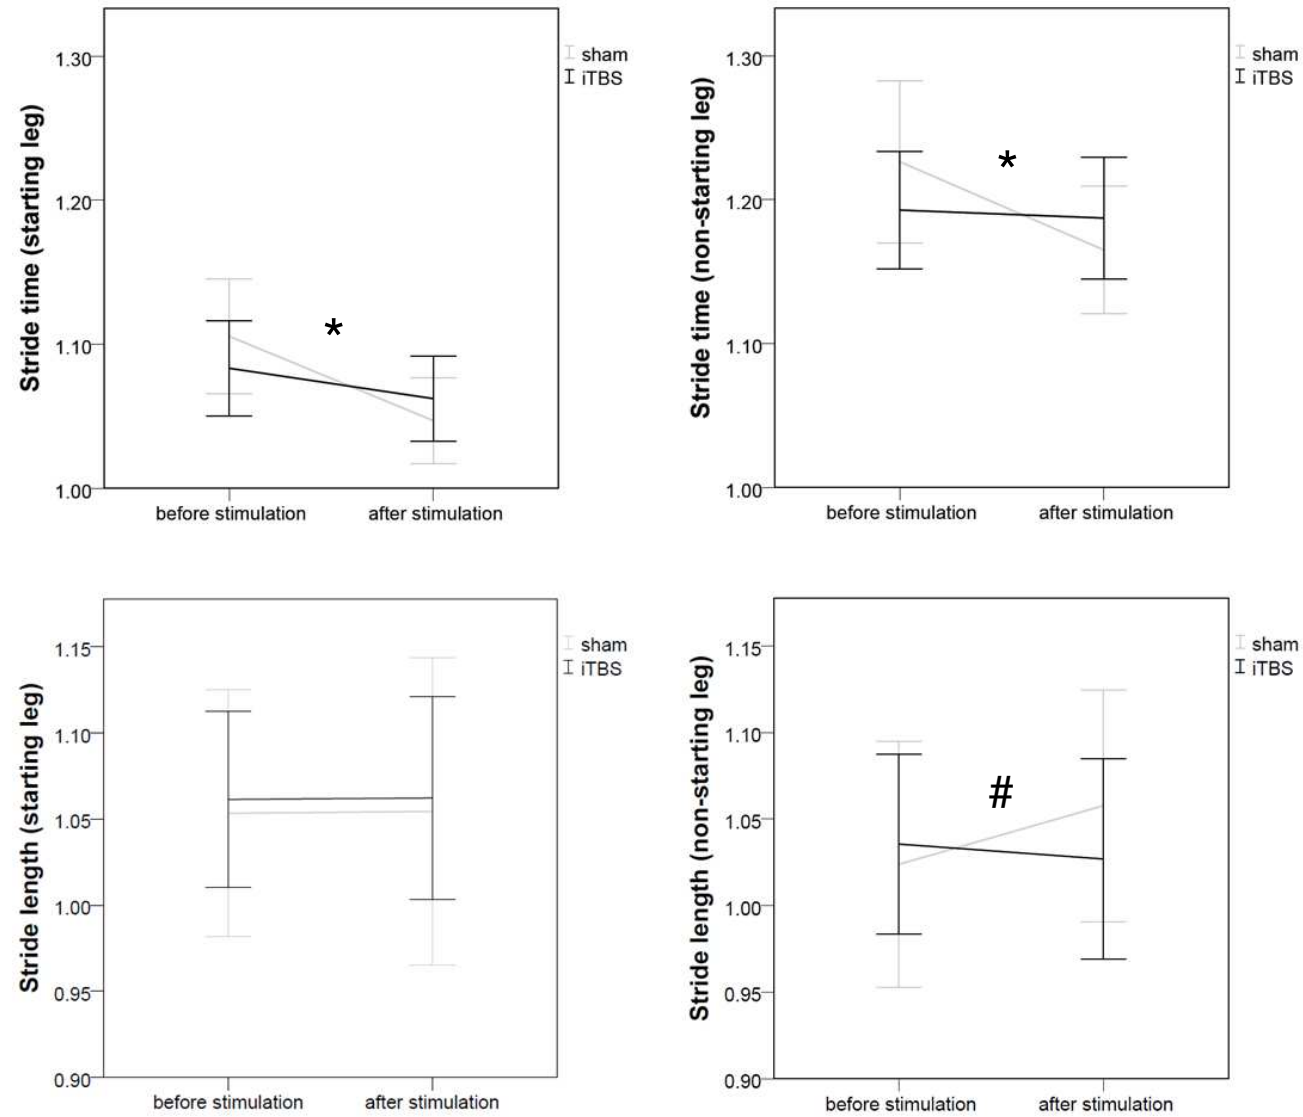 Stride time (starting leg)
1.30
1.20
1.10
1.00
*
before stimulation
after stimulation
sham
iTBS
Stride time (non-starting leg)
1.30
1.20
1.10
1.00
*
before stimulation
after stimulation
sham
iTBS
Stride length (starting leg)
1.15
1.10
1.05
1.00
0.95
0.90
before stimulation
after stimulation
sham
iTBS
Stride length (non-starting leg)
1.15
1.10
1.05
1.00
0.95
0.90
#
before stimulation
after stimulation
sham
iTBS